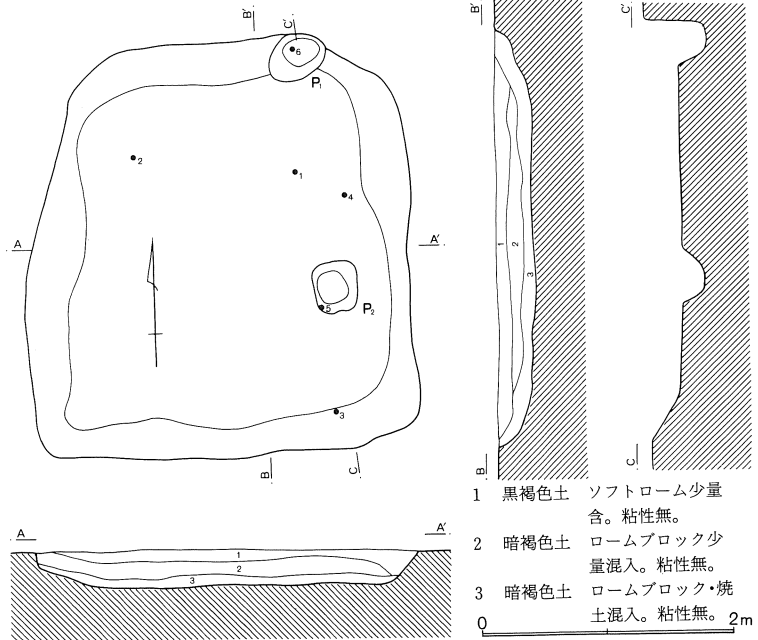 B′
C′
6
P₁
2
1
4
A
A′
5
P₂
3
B
C
B′
1
2
3
B
C′
C
A
A′
1
2
3
1 黒褐色土 ソフトローム少量
含。粘性無。
2 暗褐色土 ロームブロック少
量混入。粘性無。
3 暗褐色土 ロームブロック・焼
土混入。粘性無。
0 2m